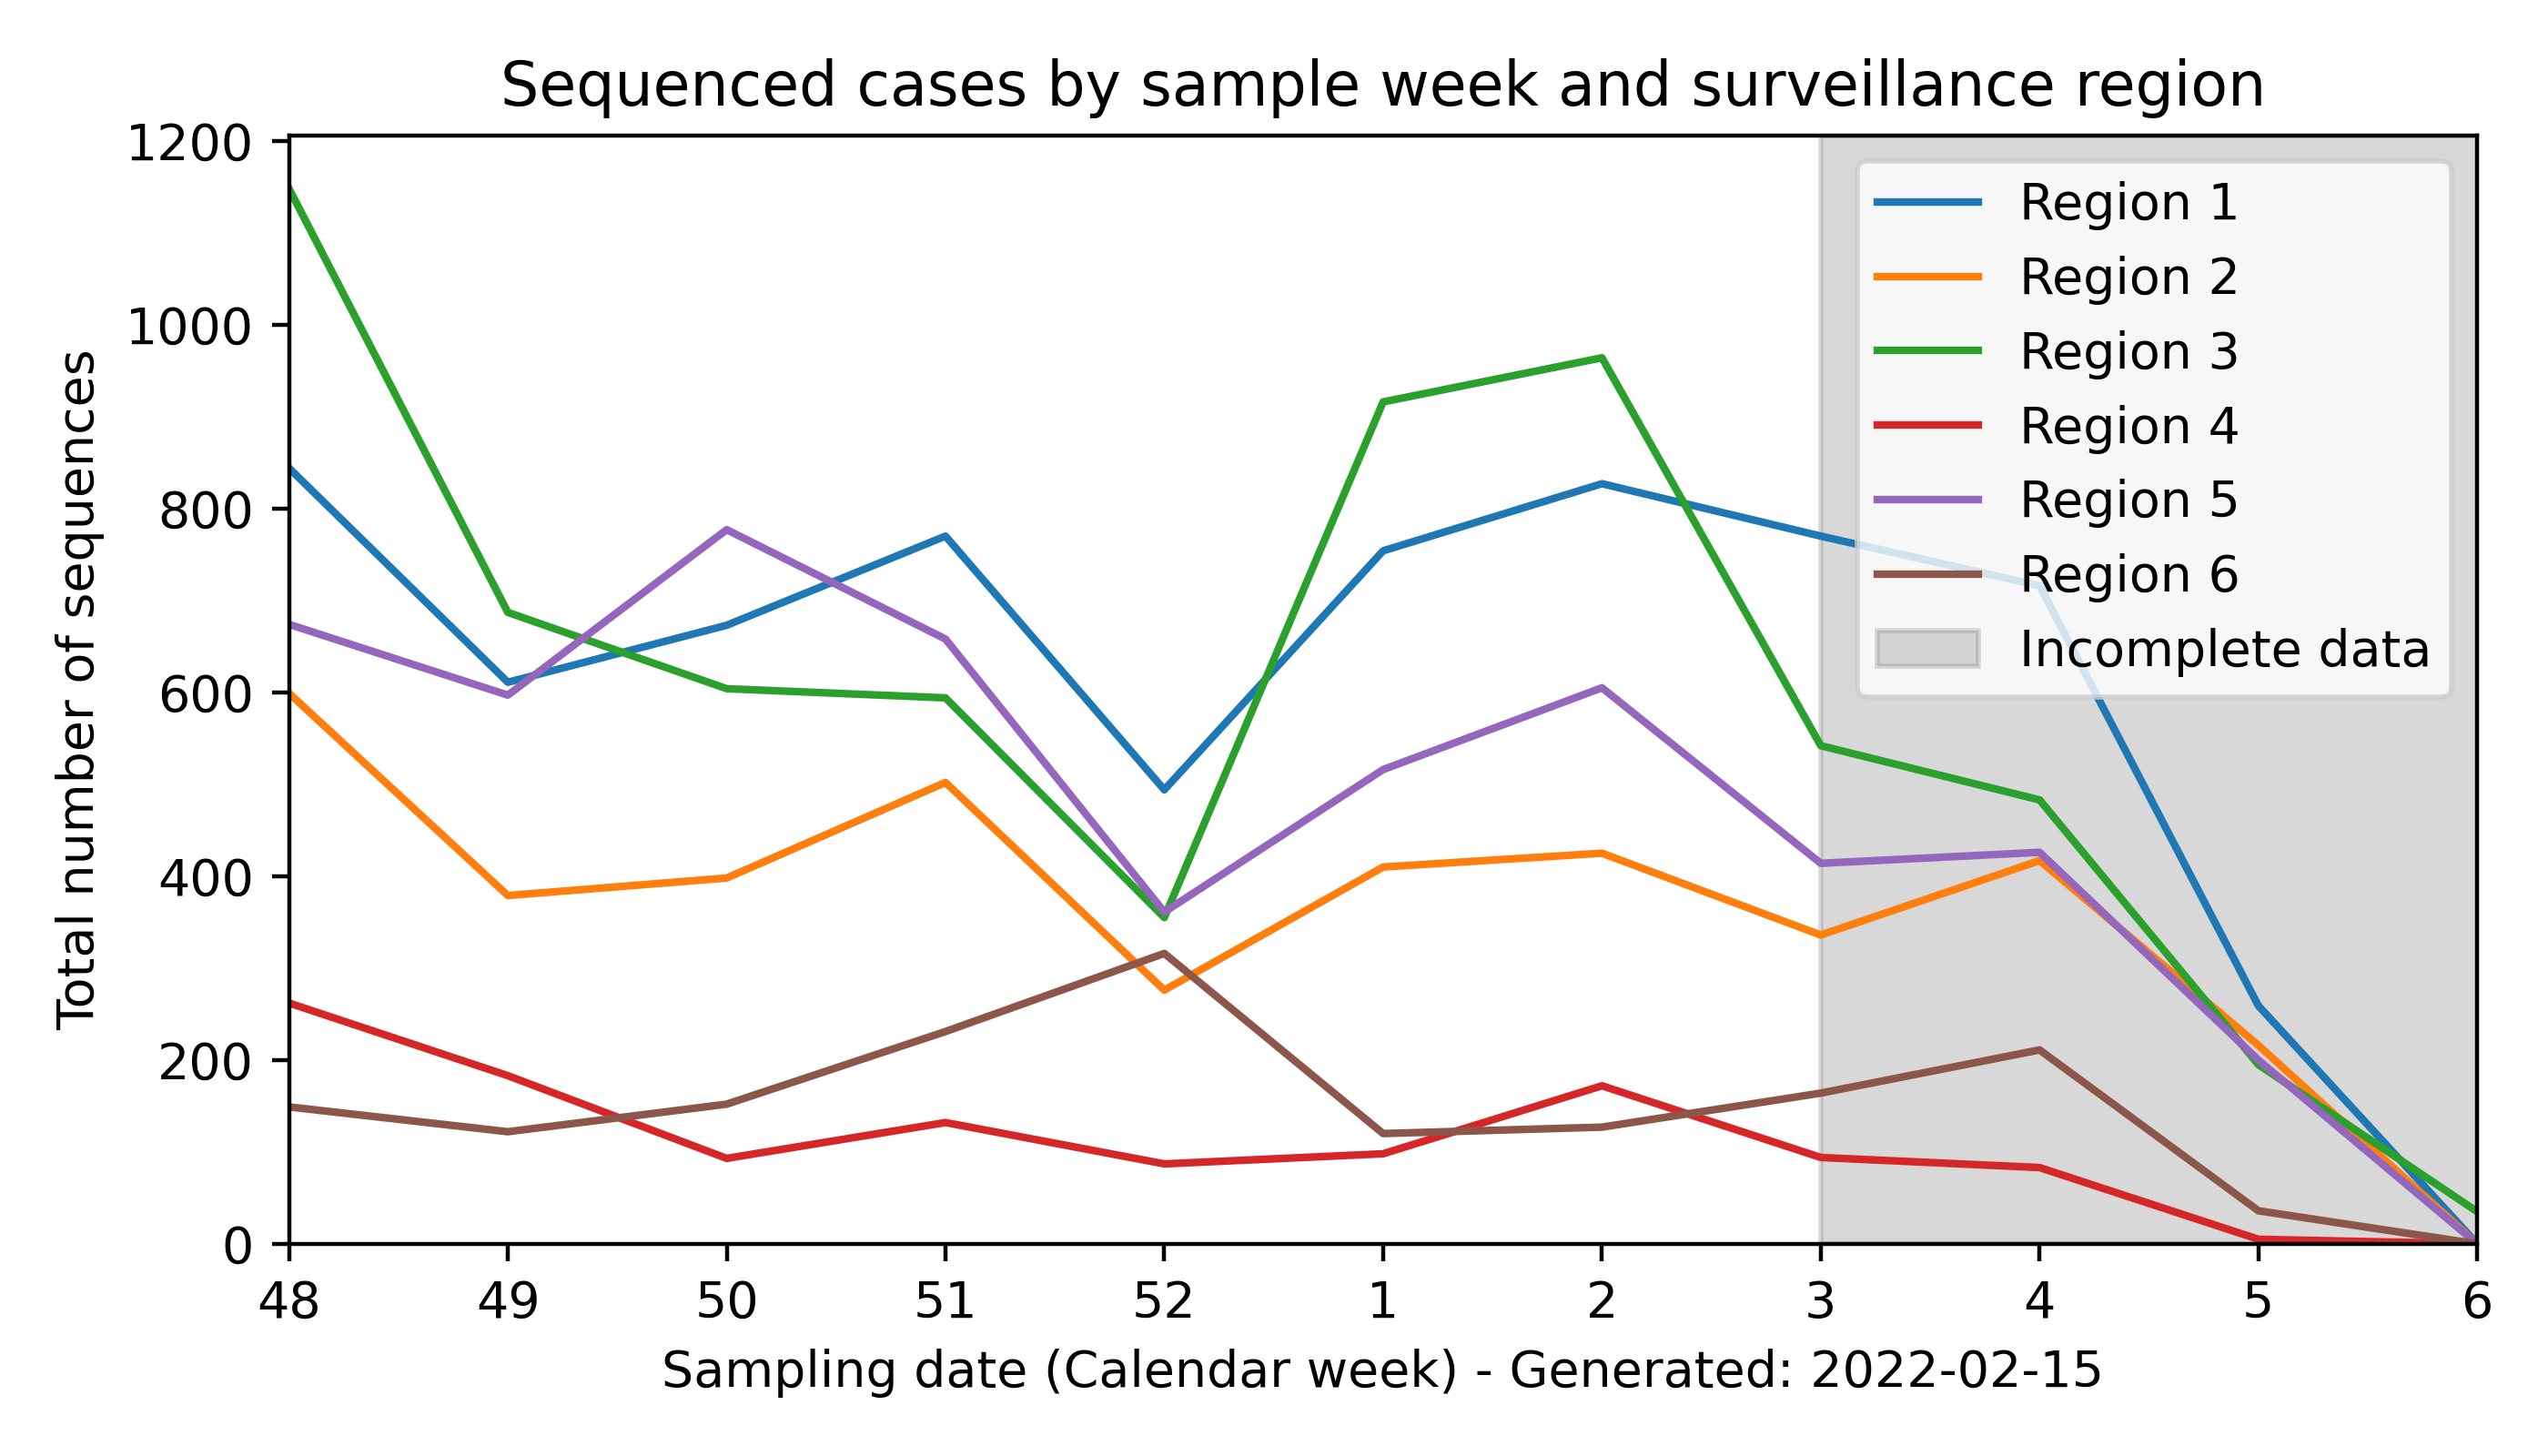 Sequenced cases by sample week and surveillance region
Total number of sequences
1200
1000
800
600
400
200
0
Region 1
Region 2
Region 3
Region 4
Region 5
Region 6
Incomplete data
48 49 50 51 52 1 2 3 4 5 6
Sampling date (Calendar week) - Generated: 2022-02-15